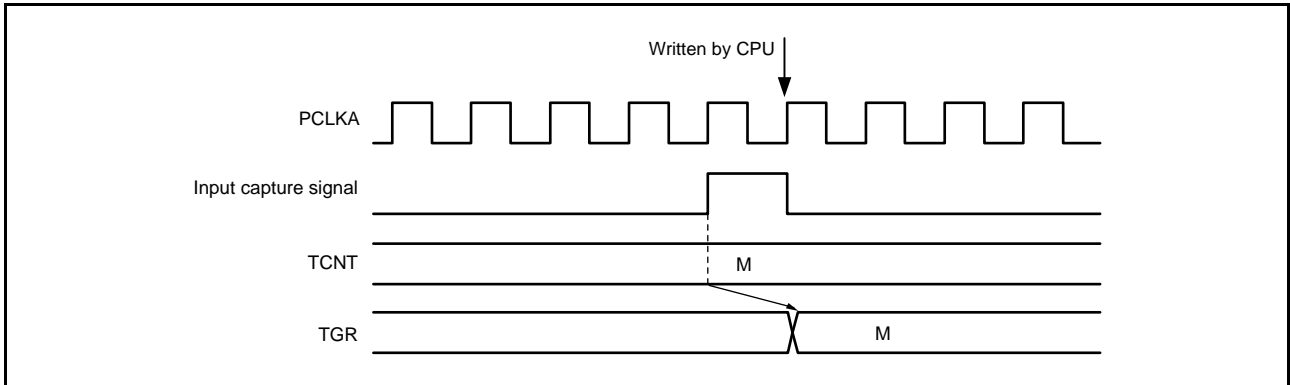 Written by CPU
PCLKA
Input capture signal
TCNT
M
TGR
M